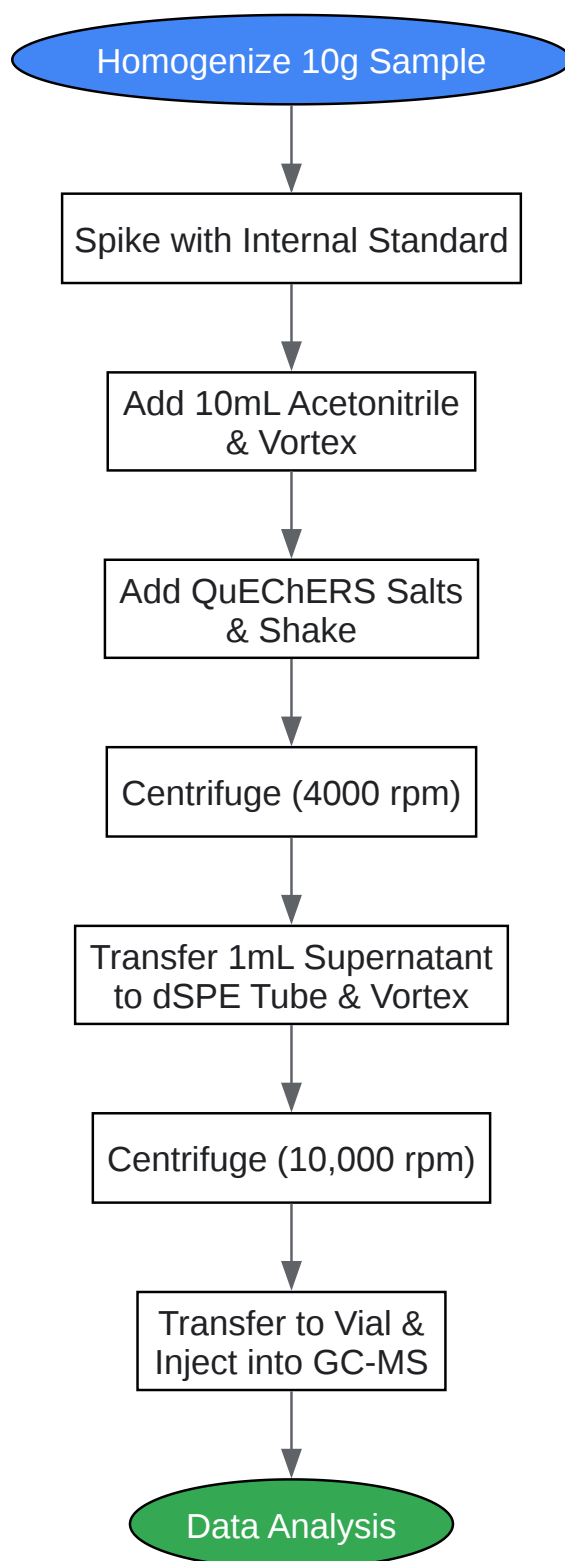 Homogenize 10g Sample
Spike with Internal Standard
Add 10mL Acetonitrile
& Vortex
Add QuEChERS Salts
& Shake
Centrifuge (4000 rpm)
Transfer 1mL Supernatant
to dSPE Tube & Vortex
Centrifuge (10,000 rpm)
Transfer to Vial &
Inject into GC-MS
Data Analysis